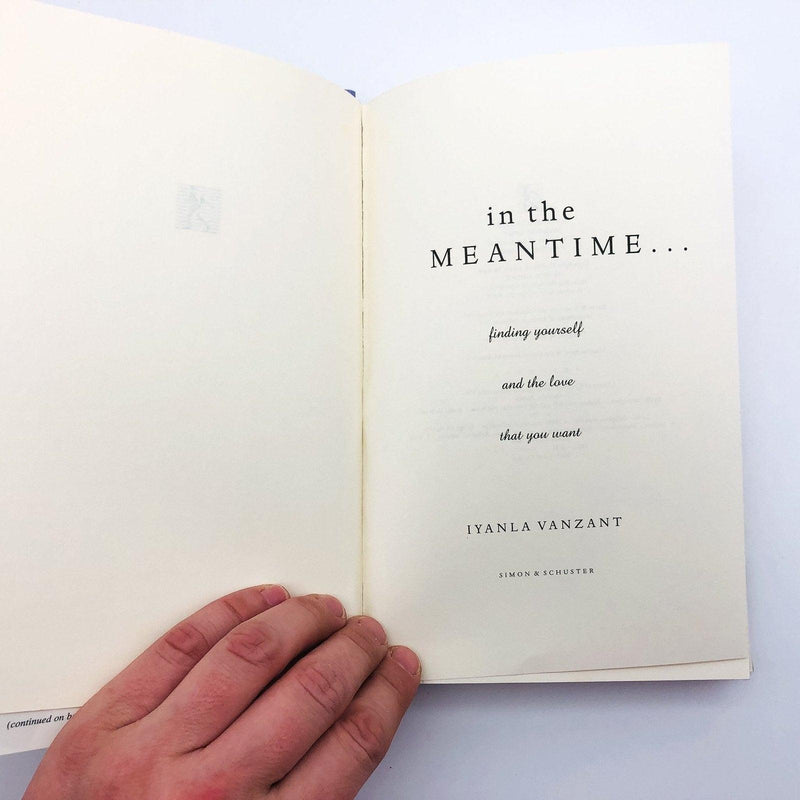 in the
MEANTIME...
finding yourself
and the love
that you want
IYANLA VANZANT
SIMON & SCHUSTER
(continued on